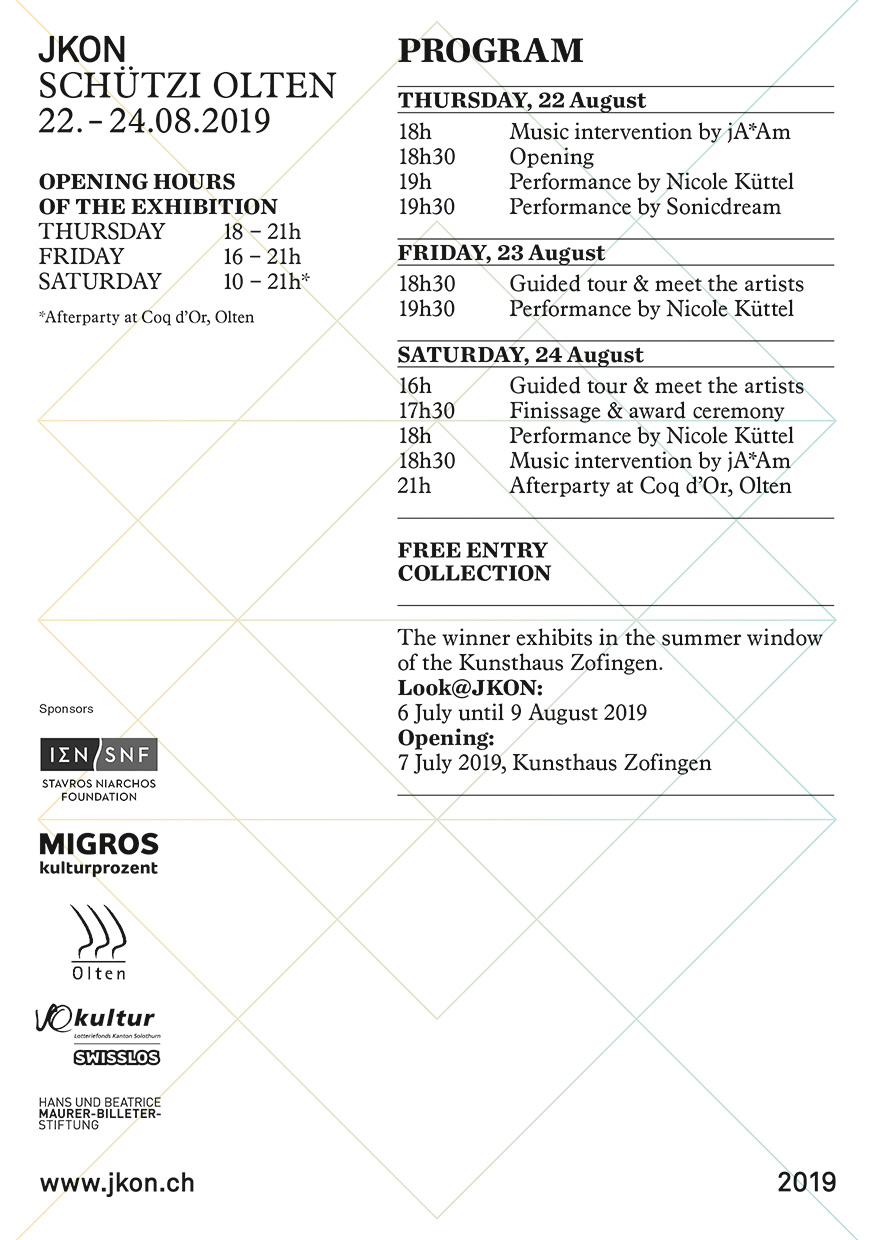 JKON
SCHÜTZI OLTEN
22. – 24.08.2019
OPENING HOURS
OF THE EXHIBITION
THURSDAY 18 – 21h
FRIDAY 16 – 21h
SATURDAY 10 – 21h*
*Afterparty at Coq d’Or, Olten
PROGRAM
THURSDAY, 22 August
18h Music intervention by jA*Am
18h30 Opening
19h Performance by Nicole Küttel
19h30 Performance by Sonicdream
FRIDAY, 23 August
18h30 Guided tour & meet the artists
19h30 Performance by Nicole Küttel
SATURDAY, 24 August
16h Guided tour & meet the artists
17h30 Finissage & award ceremony
18h Performance by Nicole Küttel
18h30 Music intervention by jA*Am
21h Afterparty at Coq d’Or, Olten
FREE ENTRY
COLLECTION
The winner exhibits in the summer window
of the Kunsthaus Zofingen.
Look@JKON:
6 July until 9 August 2019
Opening:
7 July 2019, Kunsthaus Zofingen
Sponsors
ΙΣΝ/SNF
STAVROS NIARCHOS
FOUNDATION
MIGROS
kulturprozent
Olten
SOkultur
Lotteriefonds Kanton Solothurn
SWISSLOS
HANS UND BEATRICE
MAURER-BILLETER-
STIFTUNG
www.jkon.ch
2019